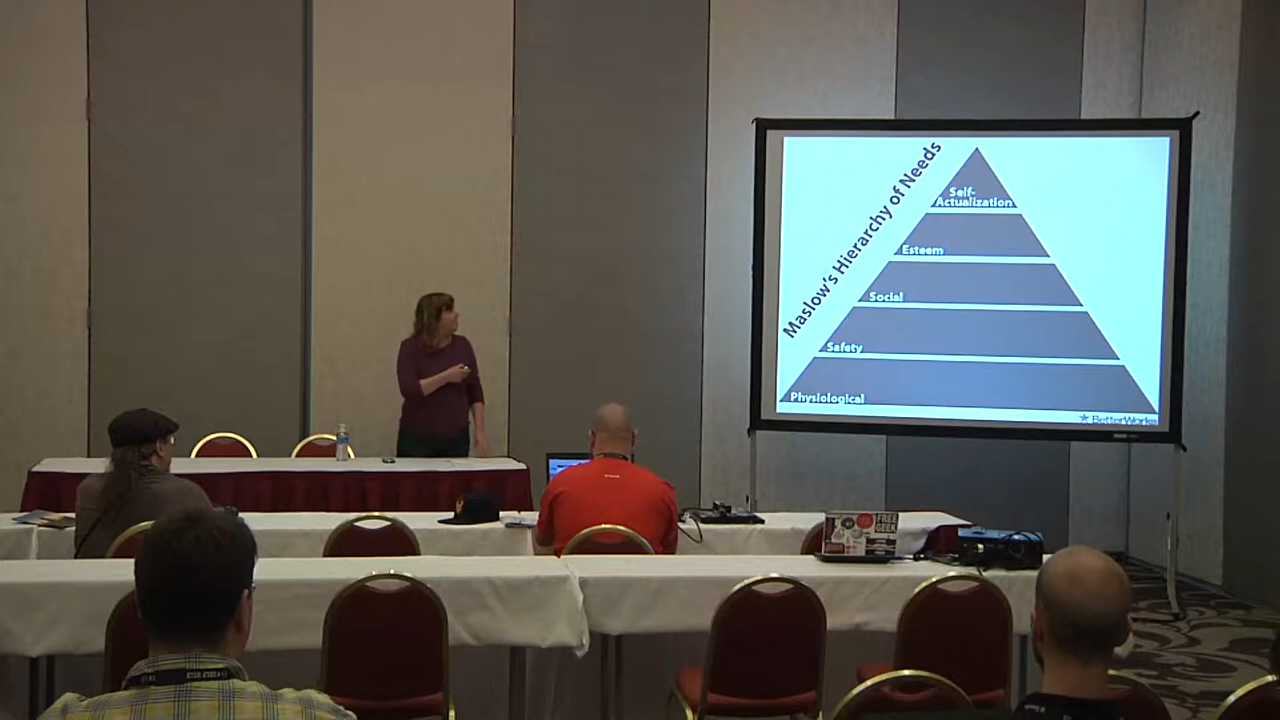 Maslow's Hierarchy of Needs
Self-
Actualization
Esteem
Social
Safety
Physiological
BetterWorks
FREE
GEEK